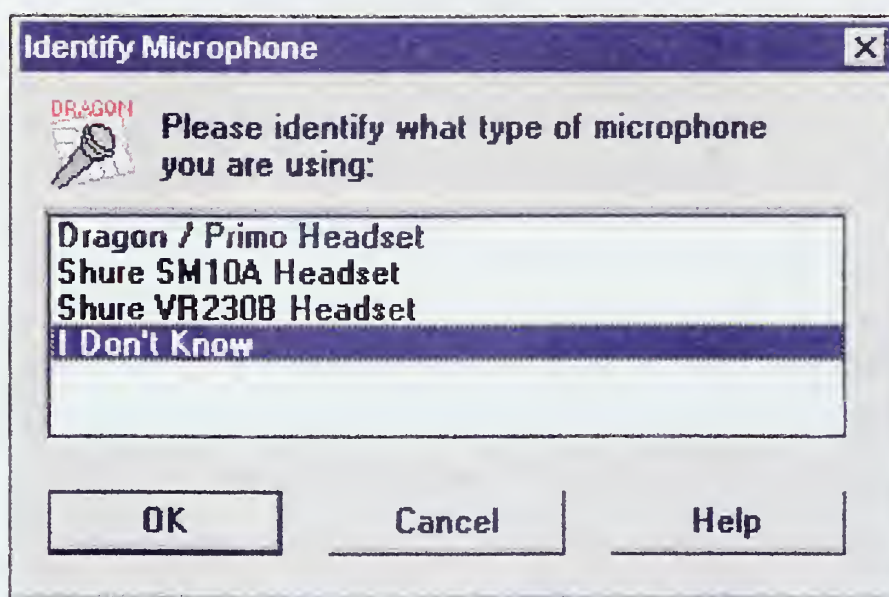 Identify Microphone
DRAGON
Please identify what type of microphone
you are using:
Dragon / Primo Headset
Shure SM10A Headset
Shure VR230B Headset
I Don't Know
OK
Cancel
Help